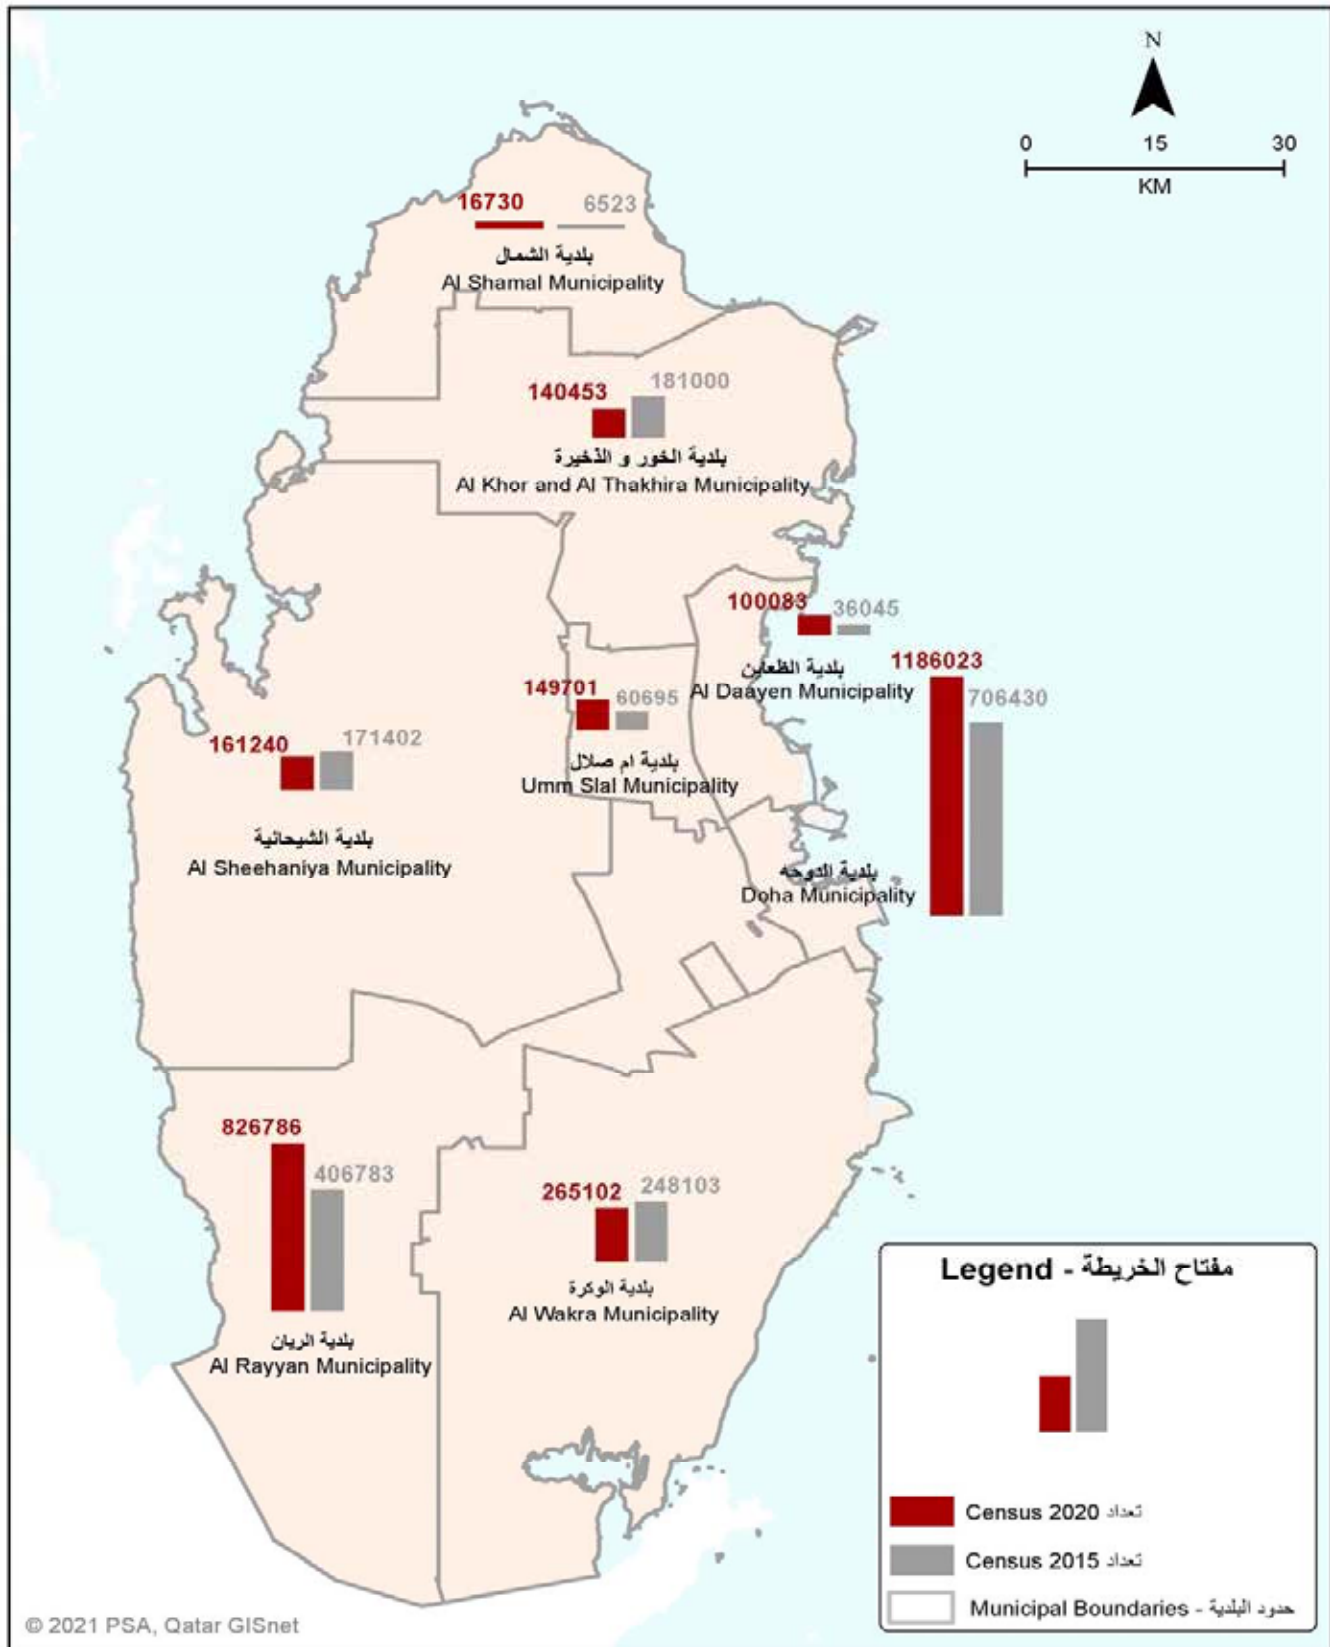 N
0 15 30
KM
16730 6523
بلدية الشمال
Al Shamal Municipality
140453 181000
بلدية الخور و الذخيرة
Al Khor and Al Thakhira Municipality
100083 36045
بلدية الظعاين
Al Daayen Municipality
1186023
706430
149701 60695
بلدية ام صلال
Umm Slal Municipality
161240 171402
بلدية الشيحانية
Al Sheehaniya Municipality
بلدية الدوحه
Doha Municipality
826786
406783
بلدية الريان
Al Rayyan Municipality
265102 248103
بلدية الوكرة
Al Wakra Municipality
Legend - مفتاح الخريطة
Census 2020 تعداد
Census 2015 تعداد
Municipal Boundaries - حدود البلدية
© 2021 PSA, Qatar GISnet